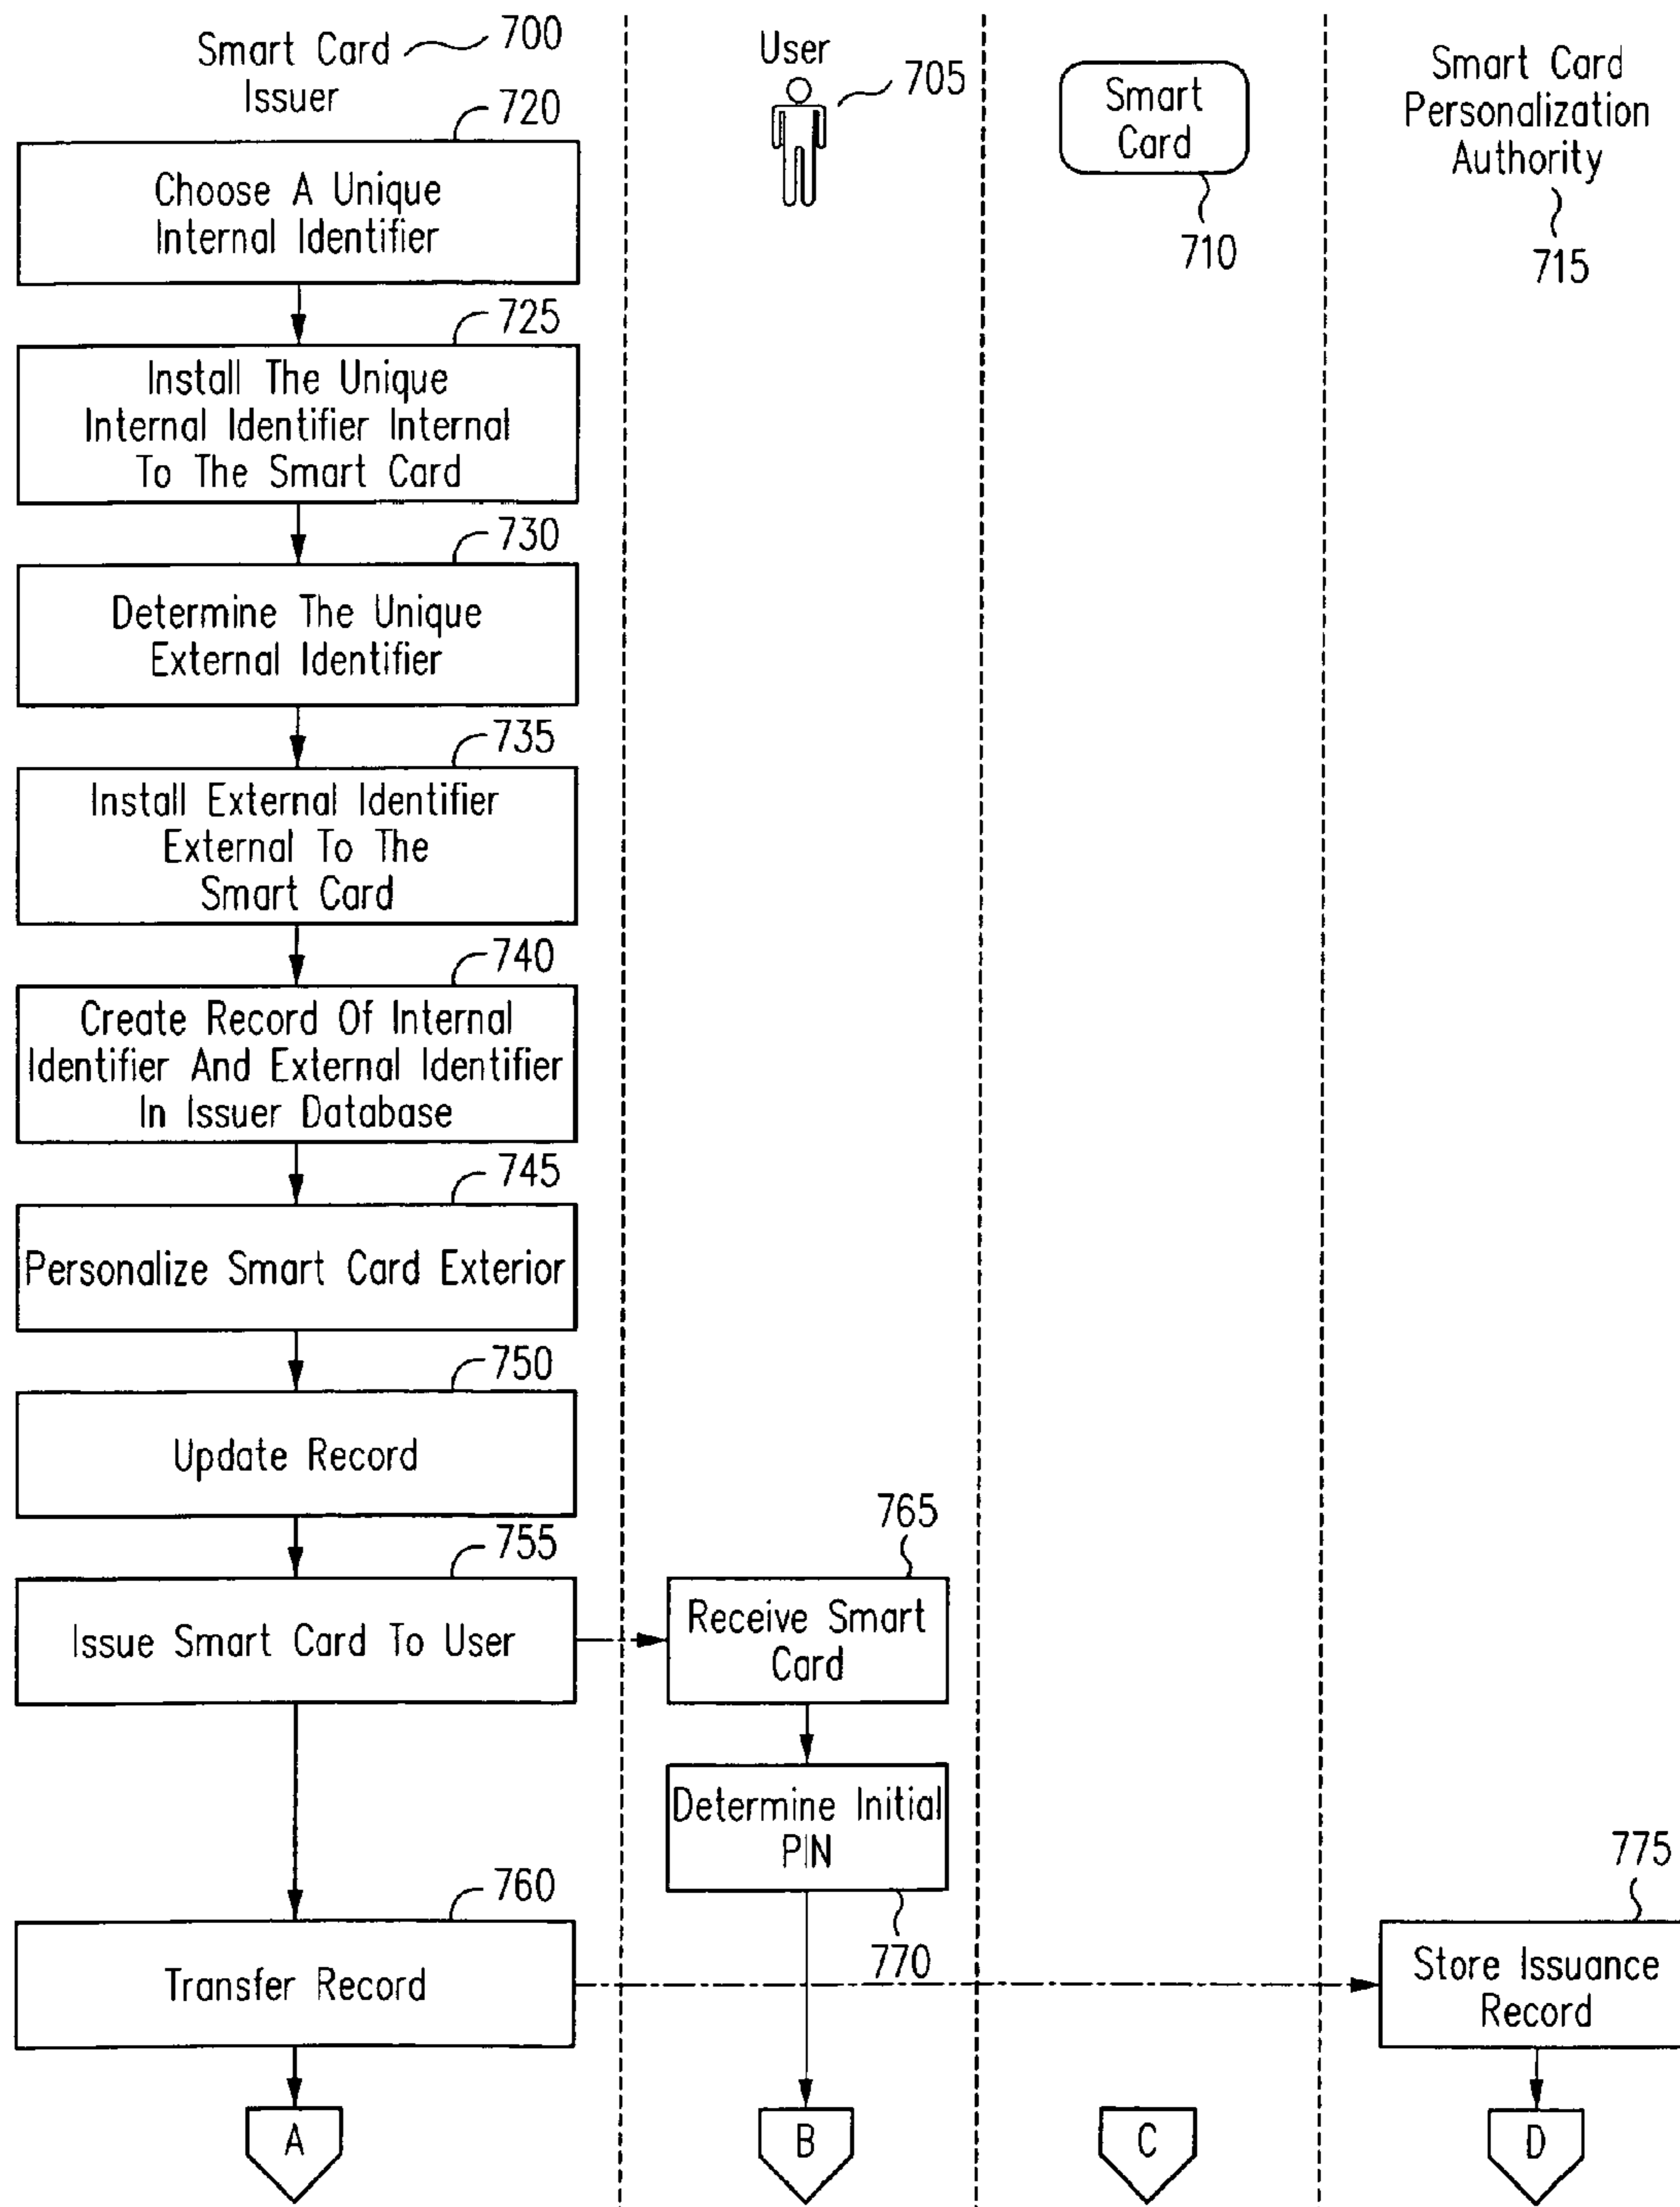 Smart Card
Issuer
700
User
705
Smart
Card
710
Smart Card
Personalization
Authority
715
720
Choose A Unique
Internal Identifier
725
Install The Unique
Internal Identifier Internal
To The Smart Card
730
Determine The Unique
External Identifier
735
Install External Identifier
External To The
Smart Card
740
Create Record Of Internal
Identifier And External Identifier
In Issuer Database
745
Personalize Smart Card Exterior
750
Update Record
755
Issue Smart Card To User
765
Receive Smart
Card
Determine Initial
PIN
770
760
Transfer Record
775
Store Issuance
Record
A
B
C
D